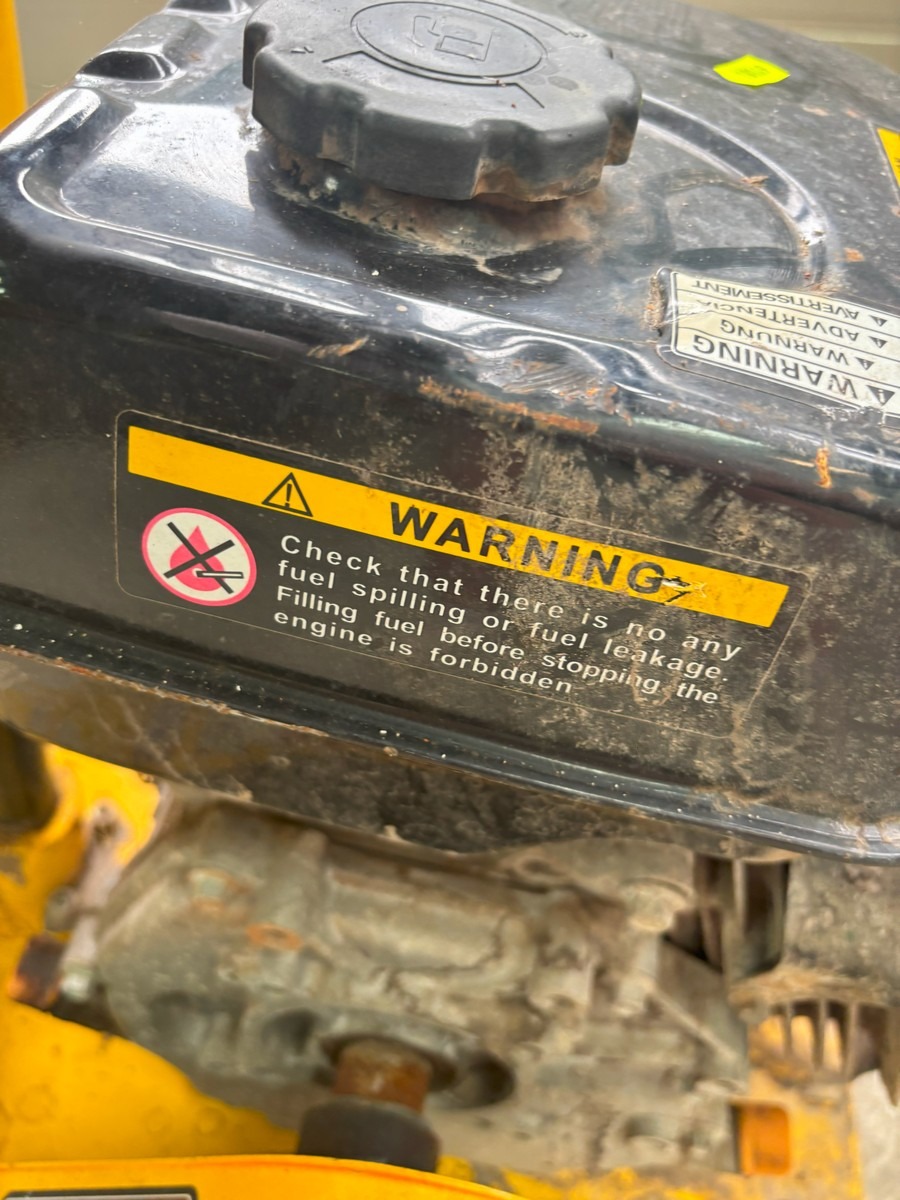 WARNING
Check that there is no any
fuel spilling or fuel leakage.
Filling fuel before stopping the
engine is forbidden
WARNING
WARNUNG
ADVERTENCIA
AVERTISSEMENT